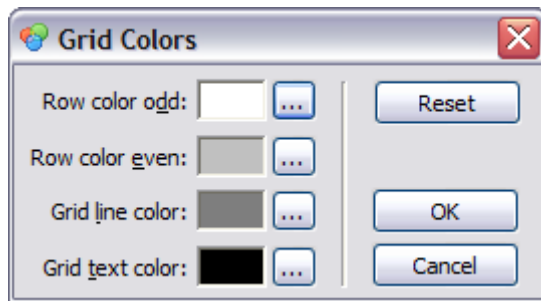 Grid Colors
Row color odd: ...
Reset
Row color even: ...
Grid line color: ...
OK
Grid text color: ...
Cancel